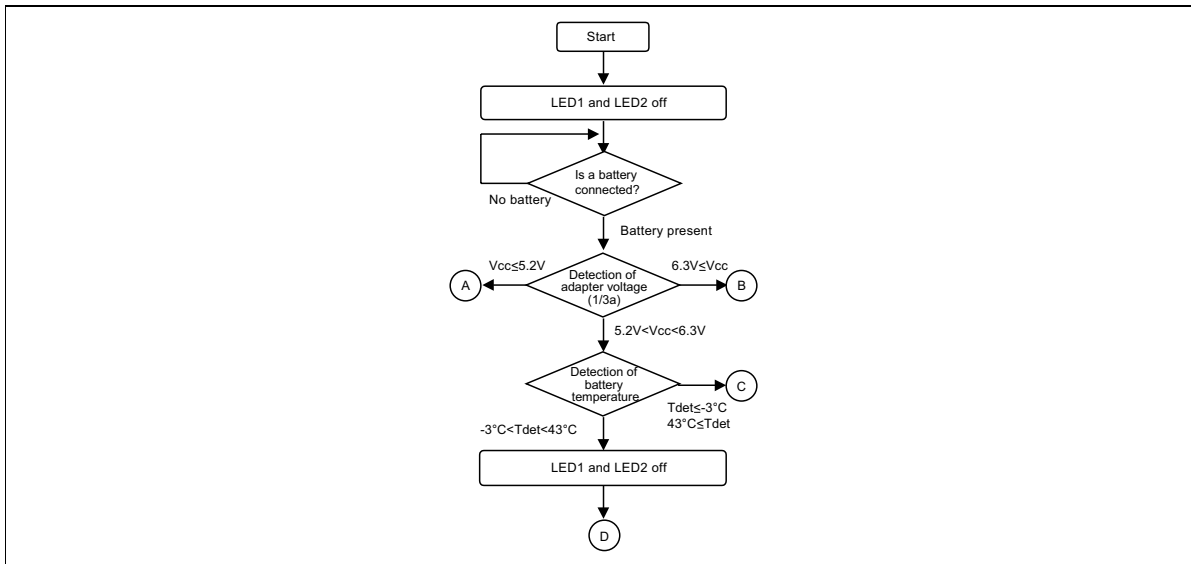 Start
LED1 and LED2 off
Is a battery
connected?
No battery
Battery present
Vcc≤5.2V
6.3V≤Vcc
A
Detection of
adapter voltage
(1/3a)
B
5.2V<Vcc<6.3V
Detection of
battery
temperature
C
Tdet≤-3°C
43°C≤Tdet
-3°C<Tdet<43°C
LED1 and LED2 off
D